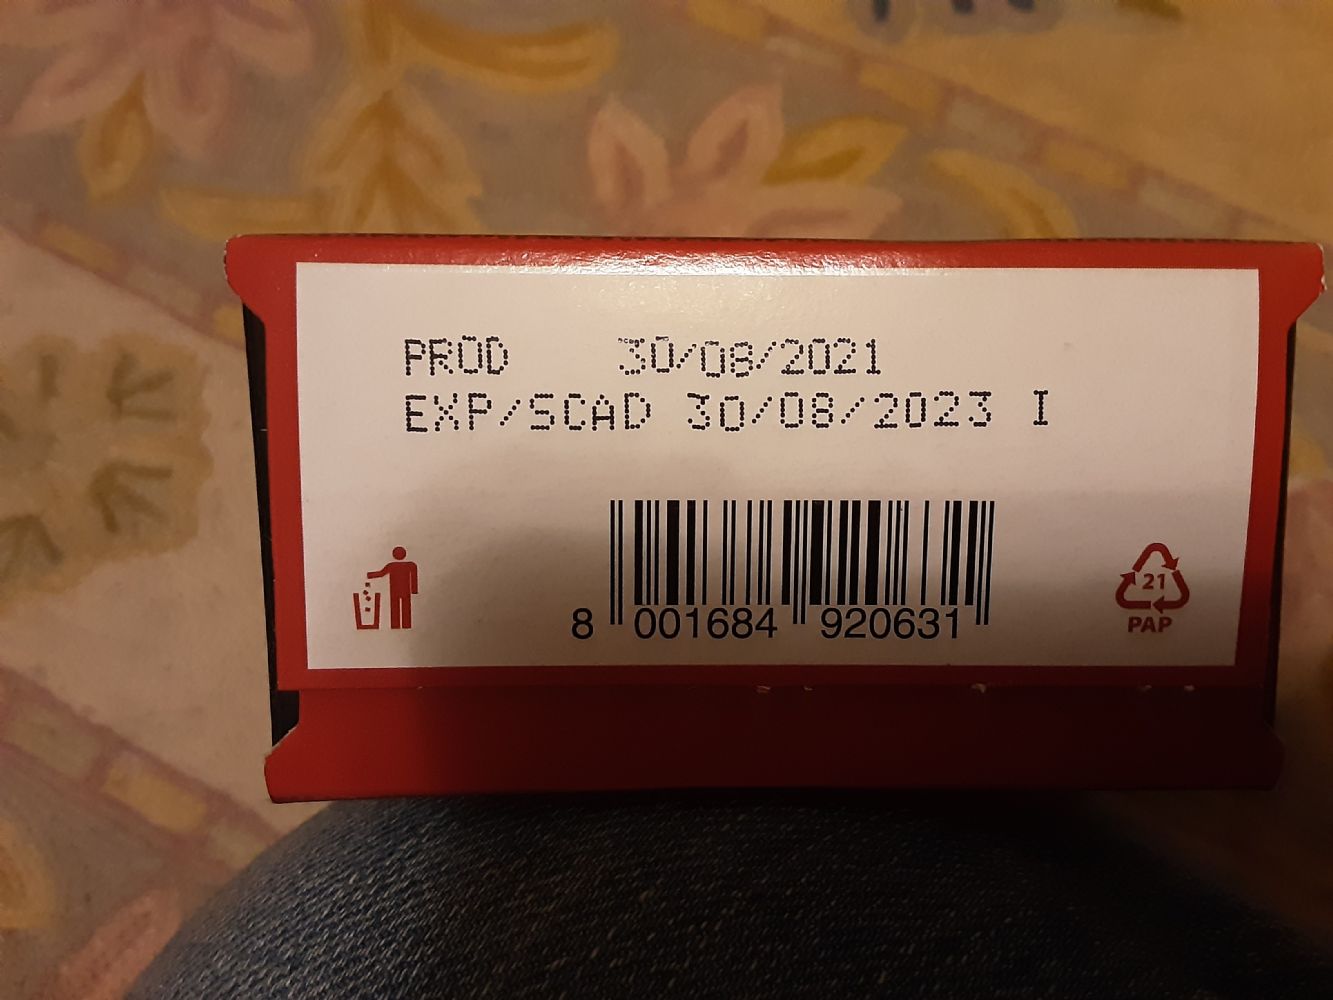 PROD 30/08/2021
EXP/SCAD 30/08/2023 I
8 001684 920631
21
PAP